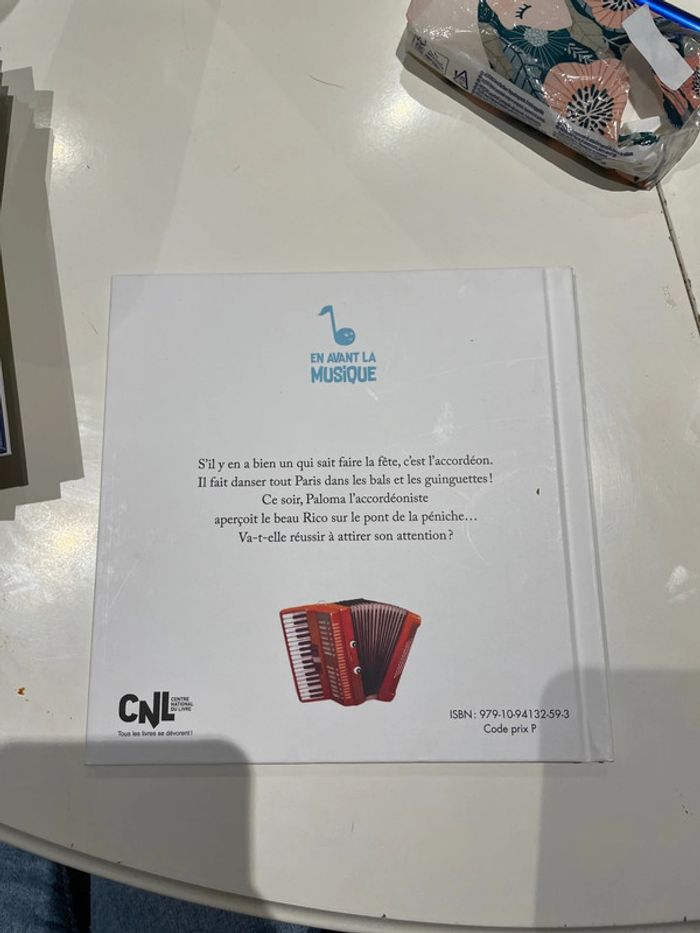 EN AVANT LA
MUSiQUE
S'il y en a bien un qui sait faire la fête, c'est l'accordéon.
Il fait danser tout Paris dans les bals et les guinguettes !
Ce soir, Paloma l'accordéoniste
aperçoit le beau Rico sur le pont de la péniche…
Va-t-elle réussir à attirer son attention ?
CNL CENTRE
NATIONAL
DU LIVRE
Tous les livres se dévorent !
ISBN : 979-10-94132-59-3
Code prix P